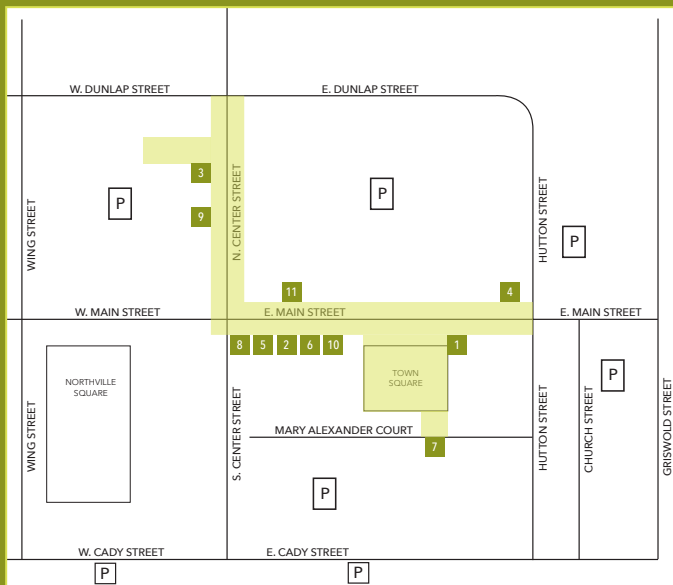 W. DUNLAP STREET
E. DUNLAP STREET
3
P
P
WING STREET
N. CENTER STREET
HUTTON STREET
9
P
11
4
W. MAIN STREET
E. MAIN STREET
E. MAIN STREET
8
5
2
6
10
1
NORTHVILLE
SQUARE
TOWN
SQUARE
P
WING STREET
S. CENTER STREET
HUTTON STREET
CHURCH STREET
GRISWOLD STREET
MARY ALEXANDER COURT
7
P
W. CADY STREET
E. CADY STREET
P
P